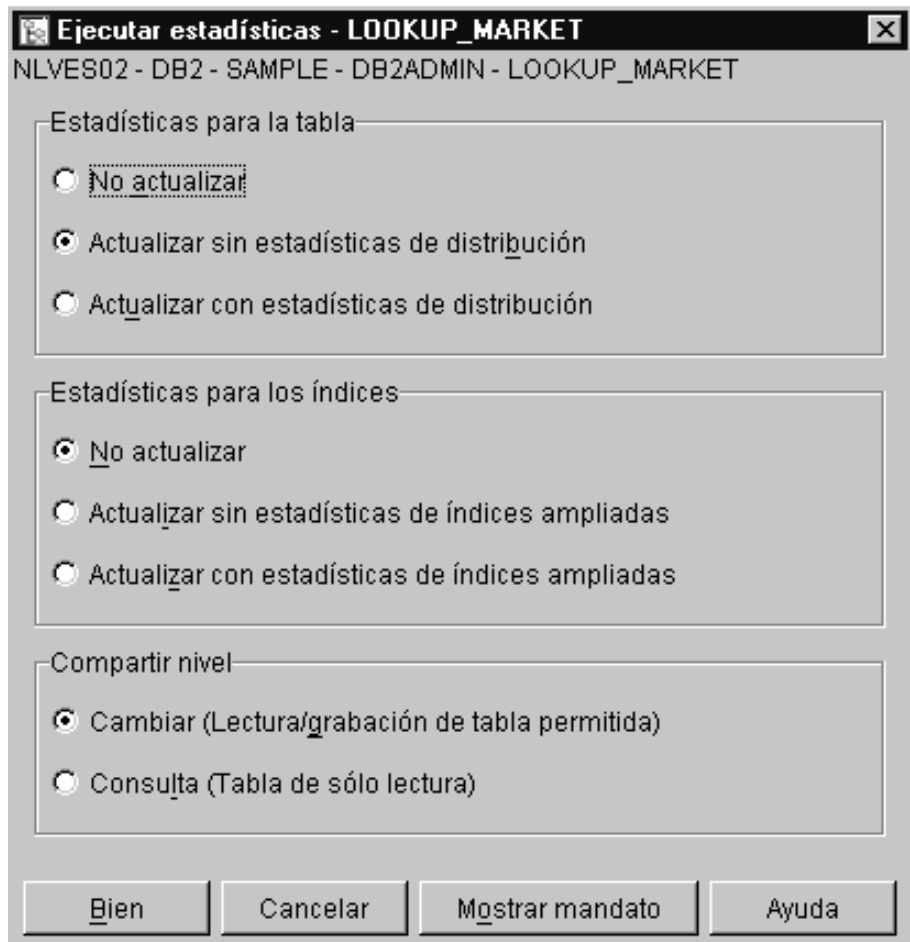 Ejecutar estadísticas - LOOKUP_MARKET
NLVES02 - DB2 - SAMPLE - DB2ADMIN - LOOKUP_MARKET
Estadísticas para la tabla
No actualizar
Actualizar sin estadísticas de distribución
Actualizar con estadísticas de distribución
Estadísticas para los índices
No actualizar
Actualizar sin estadísticas de índices ampliadas
Actualizar con estadísticas de índices ampliadas
Compartir nivel
Cambiar (Lectura/grabación de tabla permitida)
Consulta (Tabla de sólo lectura)
Bien Cancelar Mostrar mandato Ayuda